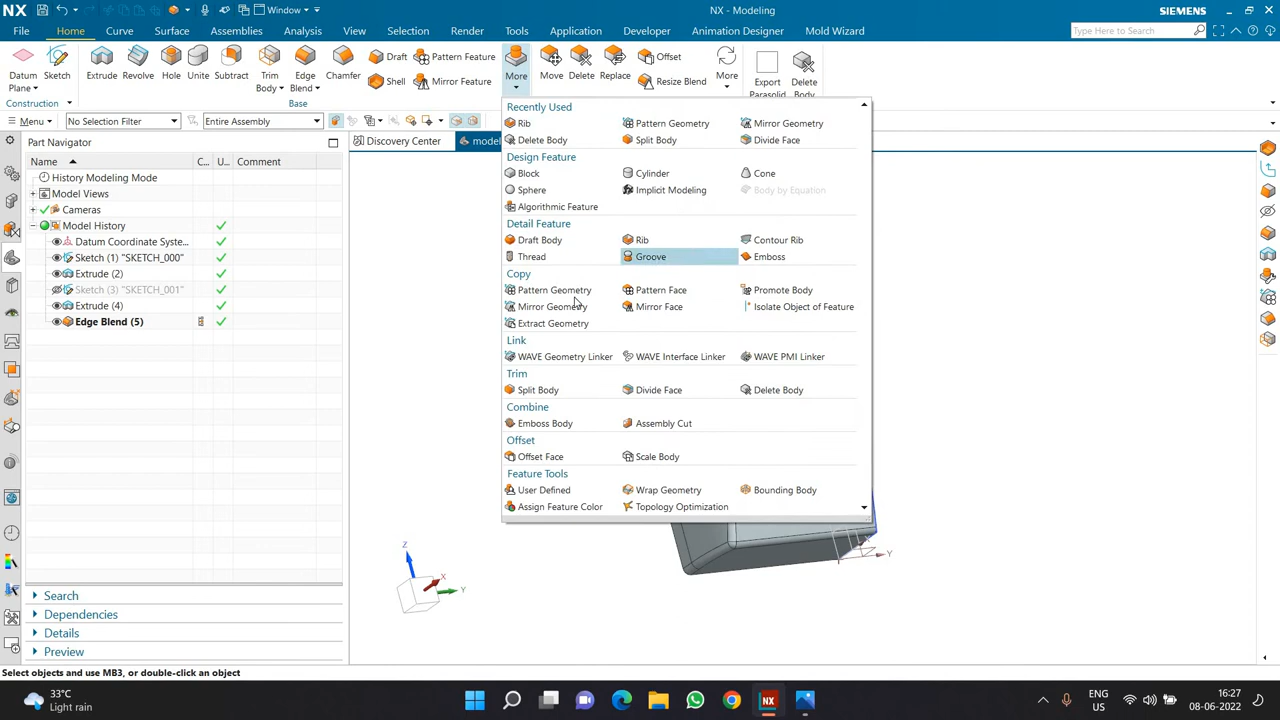 NX Window NX - Modeling SIEMENS
File Home Curve Surface Assemblies Analysis View Selection Render Tools Application Developer Animation Designer Mold Wizard Type Here to Search
Draft Pattern Feature Offset
Datum Plane Sketch Extrude Revolve Hole Unite Subtract Trim Body Edge Blend Chamfer Shell Mirror Feature More Move Delete Replace Resize Blend More Export Parasolid Delete Body
Construction Base
Menu No Selection Filter Entire Assembly
Part Navigator Discovery Center model
Name C... U... Comment
History Modeling Mode
Model Views
Cameras
Model History
Datum Coordinate Syste...
Sketch (1) "SKETCH_000"
Extrude (2)
Sketch (3) "SKETCH_001"
Extrude (4)
Edge Blend (5)
Search
Dependencies
Details
Preview
Recently Used
Rib Pattern Geometry Mirror Geometry
Delete Body Split Body Divide Face
Design Feature
Block Cylinder Cone
Sphere Implicit Modeling Body by Equation
Algorithmic Feature
Detail Feature
Draft Body Rib Contour Rib
Thread Groove Emboss
Copy
Pattern Geometry Pattern Face Promote Body
Mirror Geometry Mirror Face Isolate Object of Feature
Extract Geometry
Link
WAVE Geometry Linker WAVE Interface Linker WAVE PMI Linker
Trim
Split Body Divide Face Delete Body
Combine
Emboss Body Assembly Cut
Offset
Offset Face Scale Body
Feature Tools
User Defined Wrap Geometry Bounding Body
Assign Feature Color Topology Optimization
Z
X
Y
X
Y
Select objects and use MB3, or double-click an object
33°C
Light rain
ENG
US
16:27
08-06-2022